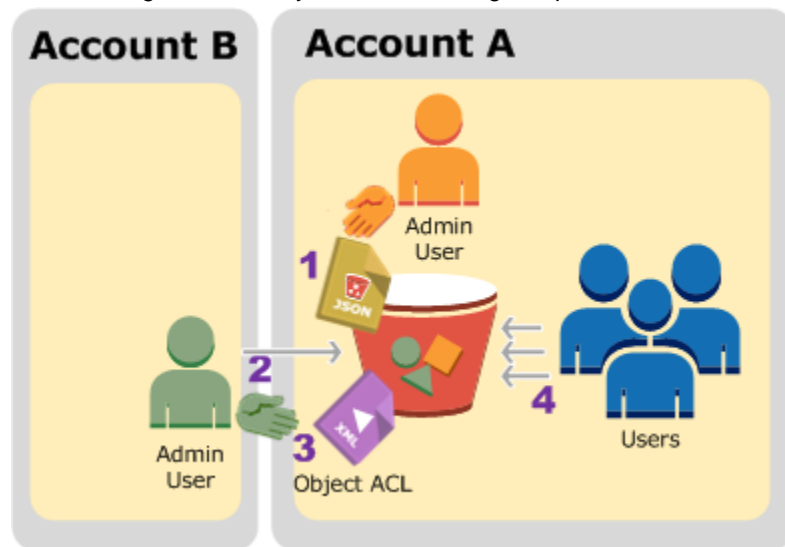 Account B
Account A
Admin
User
1
JSON
2
4
Users
Admin
User
3
XML
Object ACL